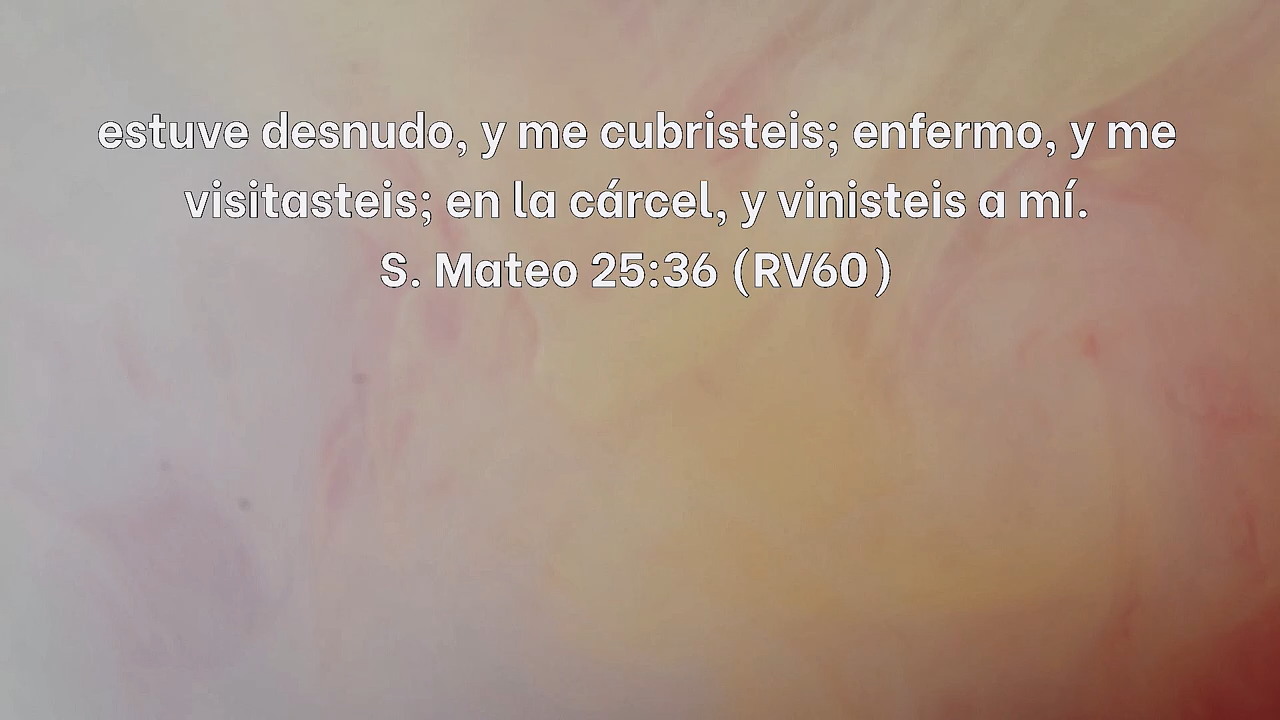 estuve desnudo, y me cubristeis; enfermo, y me
visitasteis; en la cárcel, y vinisteis a mí.
S. Mateo 25:36 (RV60)